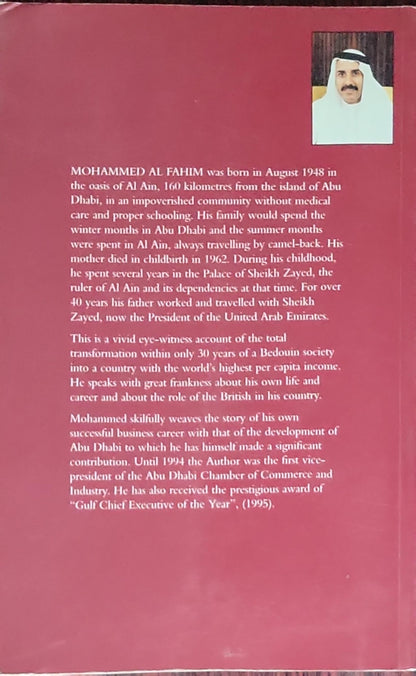 MOHAMMED AL FAHIM was born in August 1948 in
the oasis of Al Ain, 160 kilometres from the island of Abu
Dhabi, in an impoverished community without medical
care and proper schooling. His family would spend the
winter months in Abu Dhabi and the summer months
were spent in Al Ain, always travelling by camel-back. His
mother died in childbirth in 1962. During his childhood,
he spent several years in the Palace of Sheikh Zayed, the
ruler of Al Ain and its dependencies at that time. For over
40 years his father worked and travelled with Sheikh
Zayed, now the President of the United Arab Emirates.
This is a vivid eye-witness account of the total
transformation within only 30 years of a Bedouin society
into a country with the world's highest per capita income.
He speaks with great frankness about his own life and
career and about the role of the British in his country.
Mohammed skilfully weaves the story of his own
successful business career with that of the development of
Abu Dhabi to which he has himself made a significant
contribution. Until 1994 the Author was the first vice-
president of the Abu Dhabi Chamber of Commerce and
Industry. He has also received the prestigious award of
"Gulf Chief Executive of the Year", (1995).